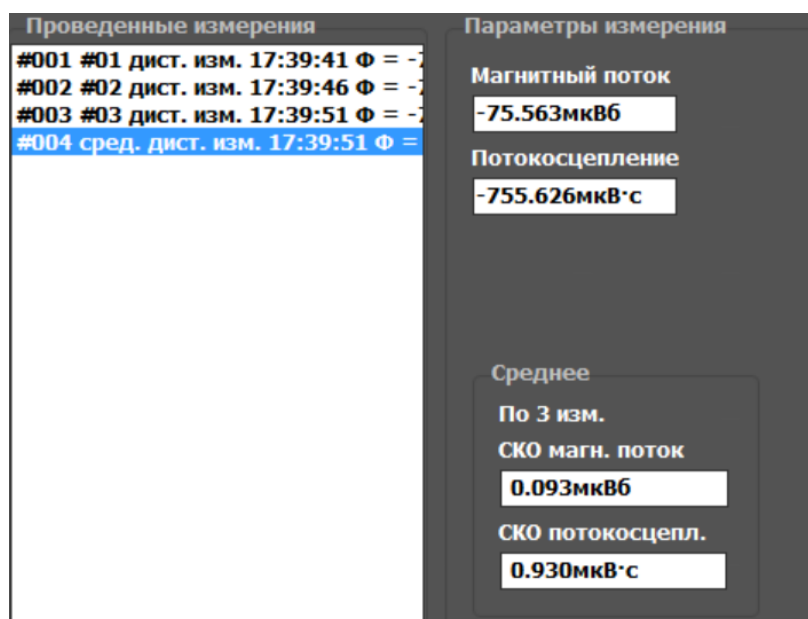 Проведенные измерения
#001 #01 дист. изм. 17:39:41 Ф = -
#002 #02 дист. изм. 17:39:46 Ф = -
#003 #03 дист. изм. 17:39:51 Ф = -
#004 сред. дист. изм. 17:39:51 Ф =
Параметры измерения
Магнитный поток
-75.563мкВб
Потокосцепление
-755.626мкВ·с
Среднее
По 3 изм.
СКО магн. поток
0.093мкВб
СКО потокосцепл.
0.930мкВ·с